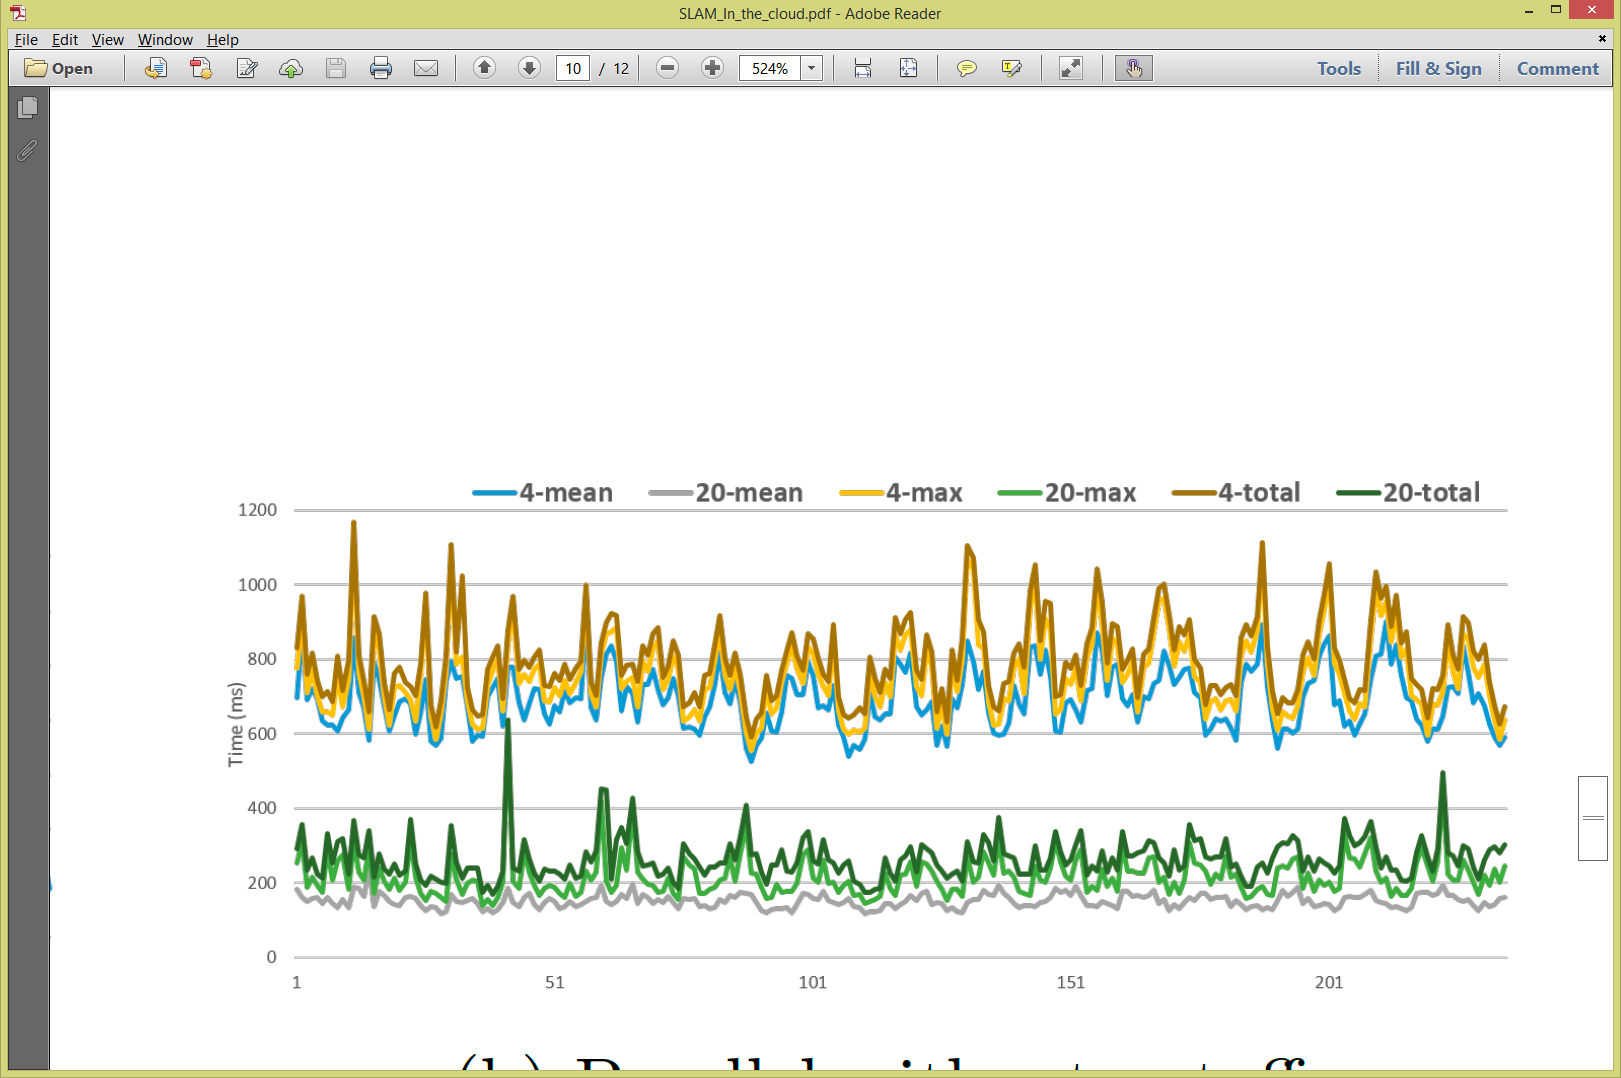 SLAM_In_the_cloud.pdf - Adobe Reader
File Edit View Window Help
Open 10 / 12 524% Tools Fill & Sign Comment
4-mean 20-mean 4-max 20-max 4-total 20-total
1200
1000
800
600
400
200
0
Time (ms)
1 51 101 151 201